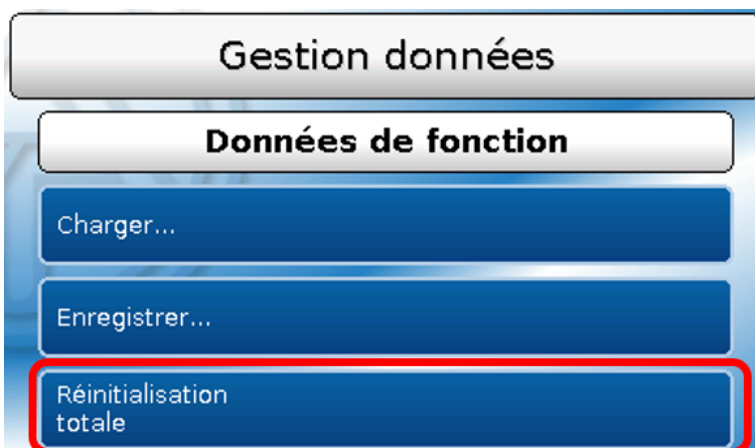 Gestion données
Données de fonction
Charger...
Enregistrer...
Réinitialisation
totale